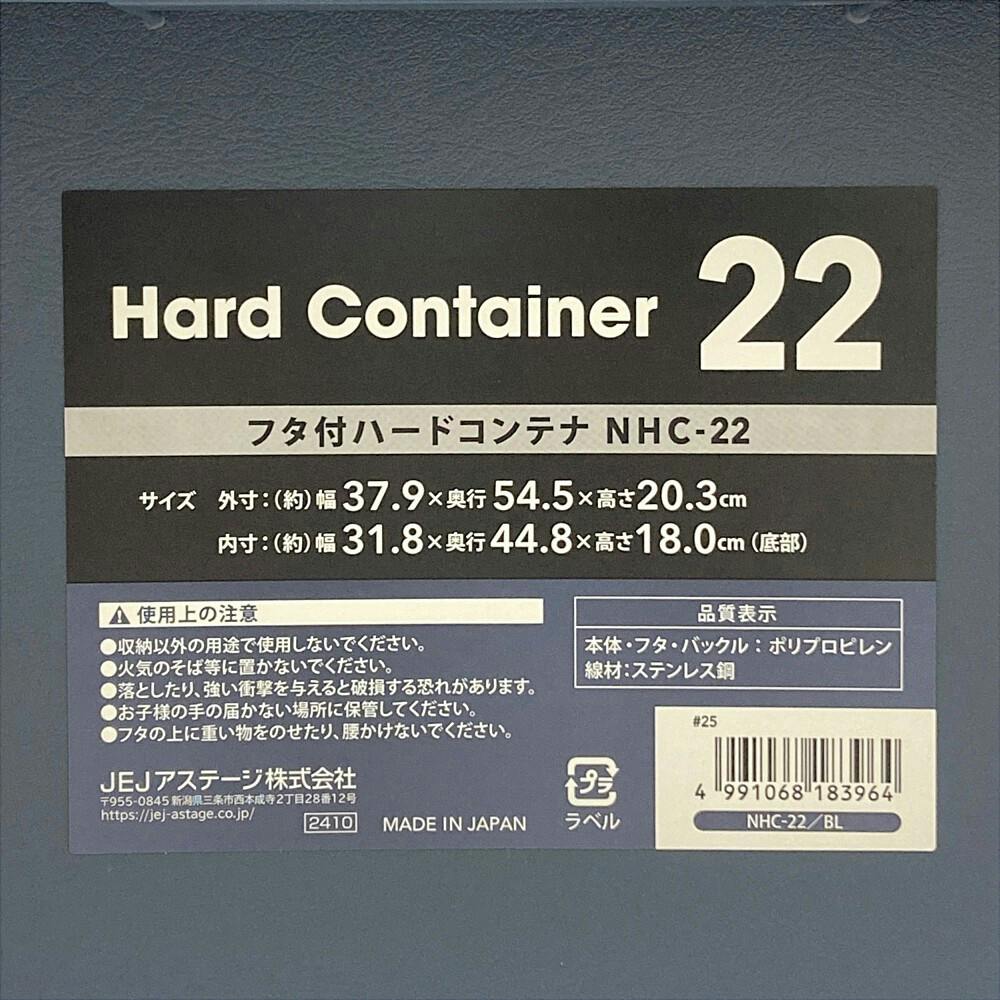 Hard Container 22
フタ付ハードコンテナ NHC-22
サイズ 外寸:(約)幅37.9×奥行54.5×高さ20.3cm
内寸:(約)幅31.8×奥行44.8×高さ18.0cm(底部)
使用上の注意
●収納以外の用途で使用しないでください。
●火気のそば等に置かないでください。
●落としたり、強い衝撃を与えると破損する恐れがあります。
●お子様の手の届かない場所に保管してください。
●フタの上に重い物をのせたり、腰かけないでください。
品質表示
本体・フタ・バックル:ポリプロピレン
線材:ステンレス鋼
JEJアステージ株式会社
〒955-0845 新潟県三条市西本成寺2丁目28番12号
https://jej-astage.co.jp/
2410
MADE IN JAPAN
プラ
ラベル
#25
4 991068 183964
NHC-22/BL